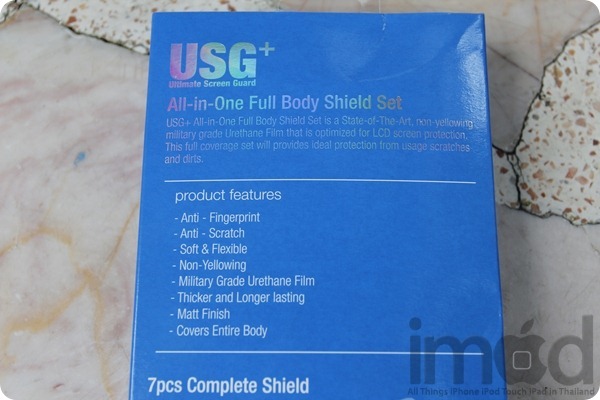 USG+
Ultimate Screen Guard
All-in-One Full Body Shield Set
USG+ All-in-One Full Body Shield Set is a State-of-The-Art, non-yellowing
military grade Urethane Film that is optimized for LCD screen protection.
This full coverage set will provides ideal protection from usage scratches
and dirts.
product features
- Anti - Fingerprint
- Anti - Scratch
- Soft & Flexible
- Non-Yellowing
- Military Grade Urethane Film
- Thicker and Longer lasting
- Matt Finish
- Covers Entire Body
7pcs Complete Shield
imod
All Things iPhone iPod Touch iPad in Thailand